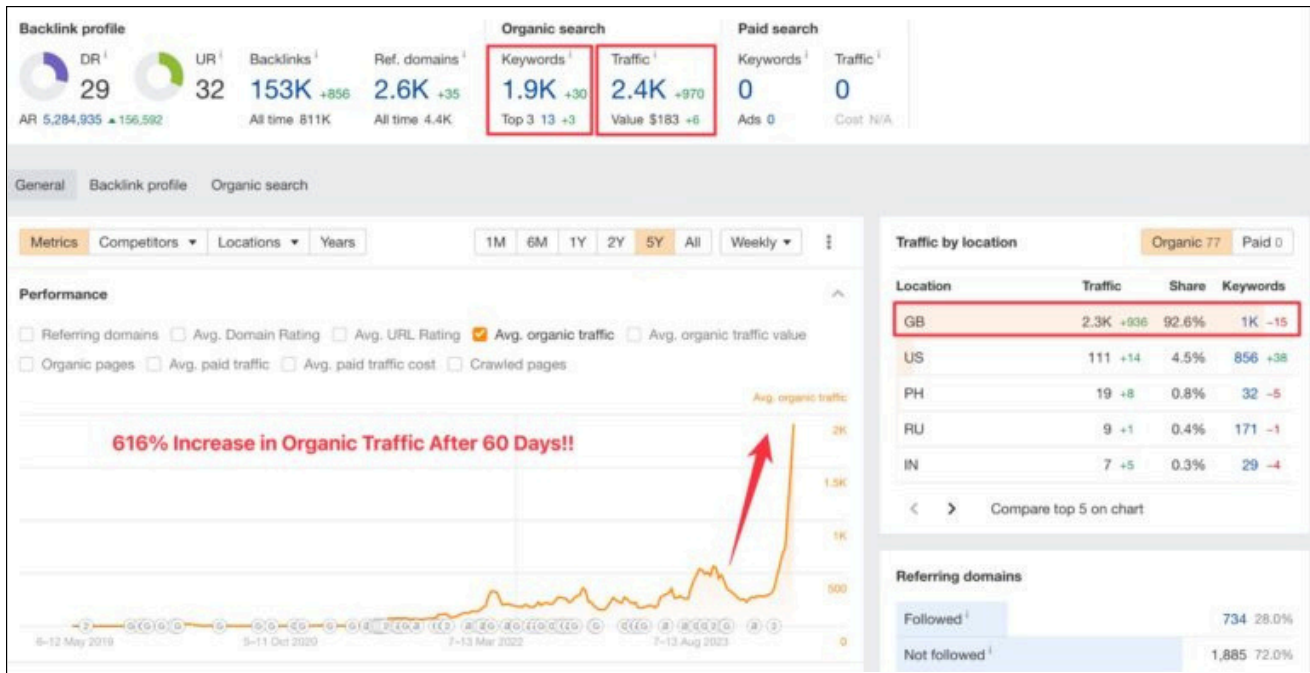 Backlink profile
Organic search
Paid search
DR
29
UR
32
Backlinks
153K +856
All time 811K
Ref. domains
2.6K +35
All time 4.4K
Keywords
1.9K +30
Top 3 13 +3
Traffic
2.4K +970
Value $183 +6
Keywords
0
Ads 0
Traffic
0
Cost N/A
AR 5,284,935 ▲156,592
General
Backlink profile
Organic search
Metrics
Competitors
Locations
Years
1M
6M
1Y
2Y
5Y
All
Weekly
Performance
Referring domains
Avg. Domain Rating
Avg. URL Rating
Avg. organic traffic
Avg. organic traffic value
Organic pages
Avg. paid traffic
Avg. paid traffic cost
Crawled pages
Avg. organic traffic
616% Increase in Organic Traffic After 60 Days!!
2K
1.5K
1K
500
0
6–12 May 2019
5–11 Oct 2020
7–13 Mar 2022
7–13 Aug 2023
Traffic by location
Organic 77
Paid 0
Location Traffic Share Keywords
GB 2.3K +936 92.6% 1K –15
US 111 +14 4.5% 856 +38
PH 19 +8 0.8% 32 –5
RU 9 +1 0.4% 171 –1
IN 7 +5 0.3% 29 –4
Compare top 5 on chart
Referring domains
Followed 734 28.0%
Not followed 1,885 72.0%